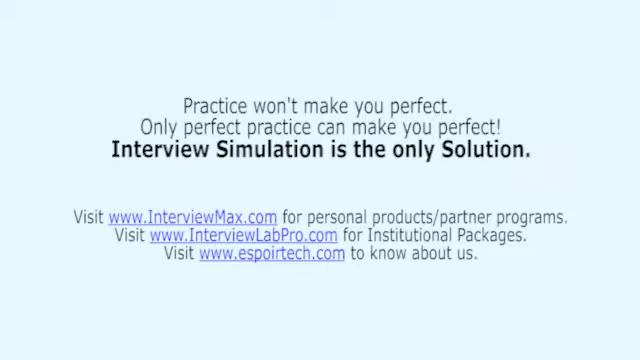 Practice won't make you perfect.
Only perfect practice can make you perfect!
Interview Simulation is the only Solution.
Visit www.InterviewMax.com for personal products/partner programs.
Visit www.InterviewLabPro.com for Institutional Packages.
Visit www.espoirtech.com to know about us.